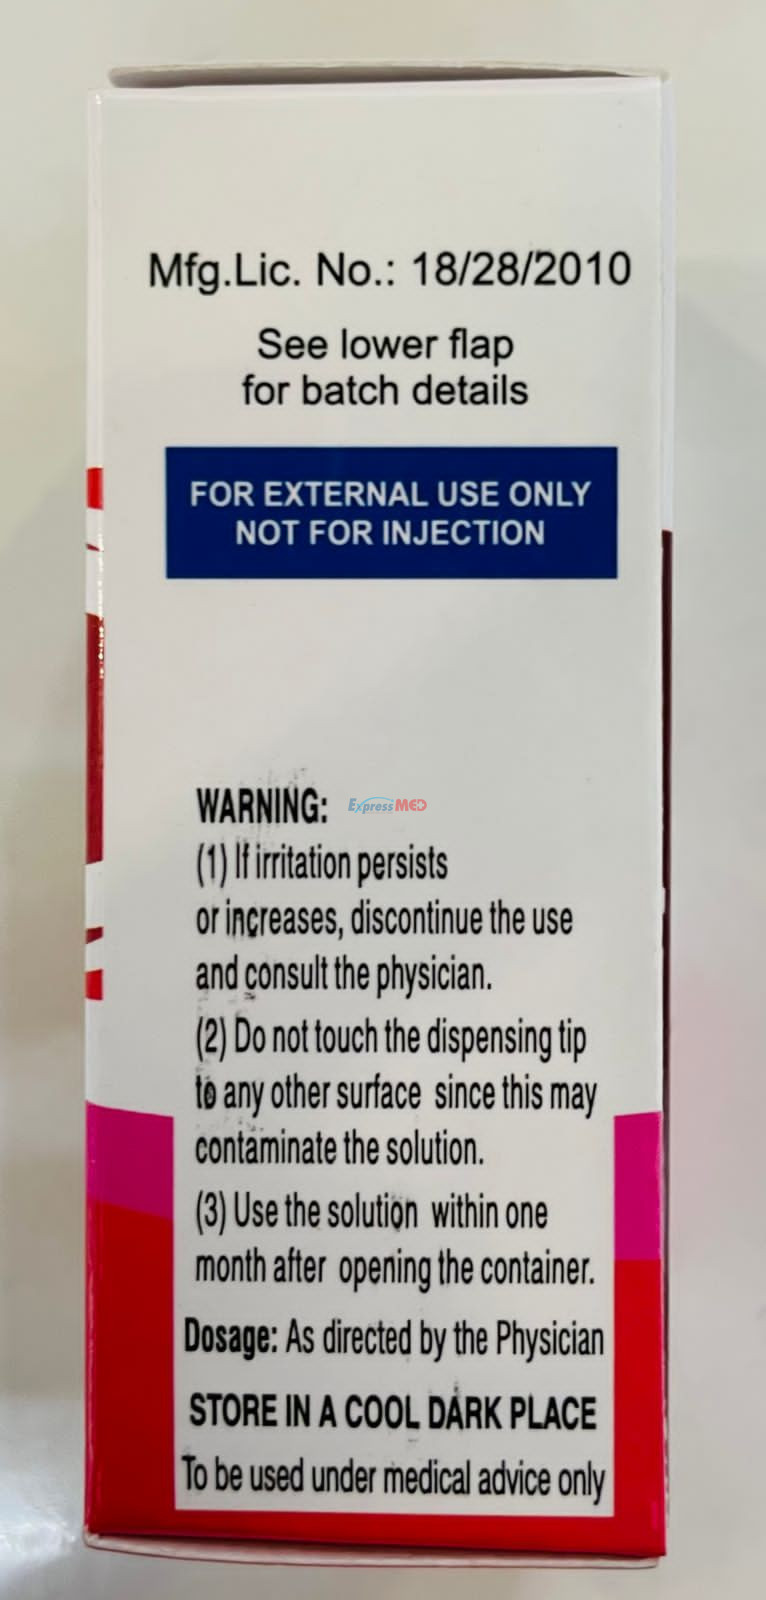 Mfg.Lic. No.: 18/28/2010
See lower flap
for batch details
FOR EXTERNAL USE ONLY
NOT FOR INJECTION
WARNING:
ExpressMED
(1) If irritation persists
or increases, discontinue the use
and consult the physician.
(2) Do not touch the dispensing tip
to any other surface since this may
contaminate the solution.
(3) Use the solution within one
month after opening the container.
Dosage: As directed by the Physician
STORE IN A COOL DARK PLACE
To be used under medical advice only